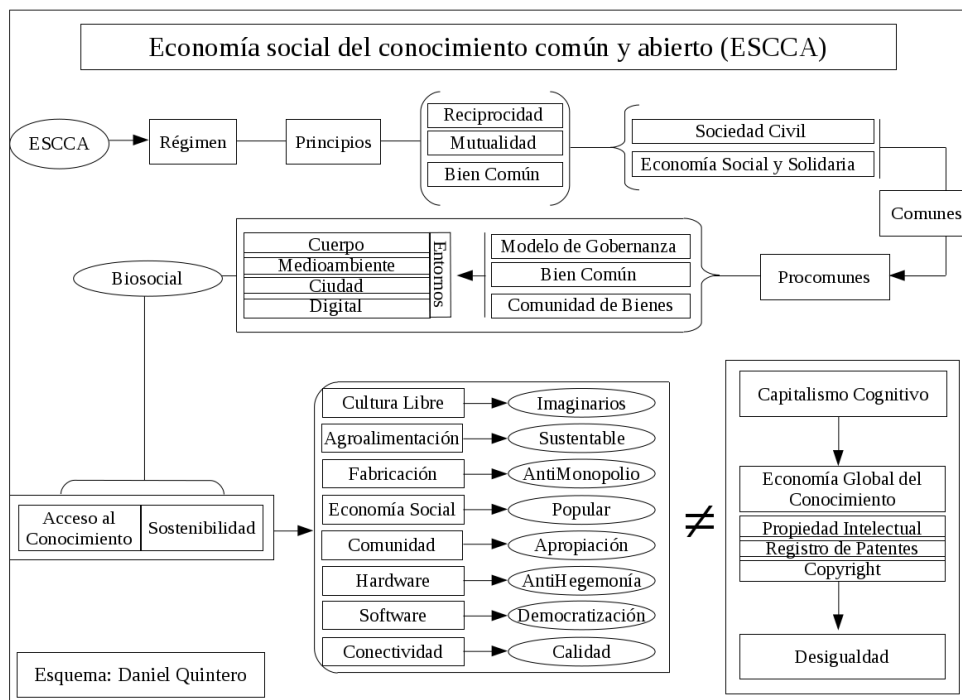 Economía social del conocimiento común y abierto (ESCCA)
ESCCA
Régimen
Principios
Reciprocidad
Mutualidad
Bien Común
Sociedad Civil
Economía Social y Solidaria
Comunes
Procomunes
Modelo de Gobernanza
Bien Común
Comunidad de Bienes
Entornos
Cuerpo
Medioambiente
Ciudad
Digital
Biosocial
Acceso al
Conocimiento
Sostenibilidad
Cultura Libre
Imaginarios
Agroalimentación
Sustentable
Fabricación
AntiMonopolio
Economía Social
Popular
Comunidad
Apropiación
Hardware
AntiHegemonía
Software
Democratización
Conectividad
Calidad
≠
Capitalismo Cognitivo
Economía Global del
Conocimiento
Propiedad Intelectual
Registro de Patentes
Copyright
Desigualdad
Esquema: Daniel Quintero